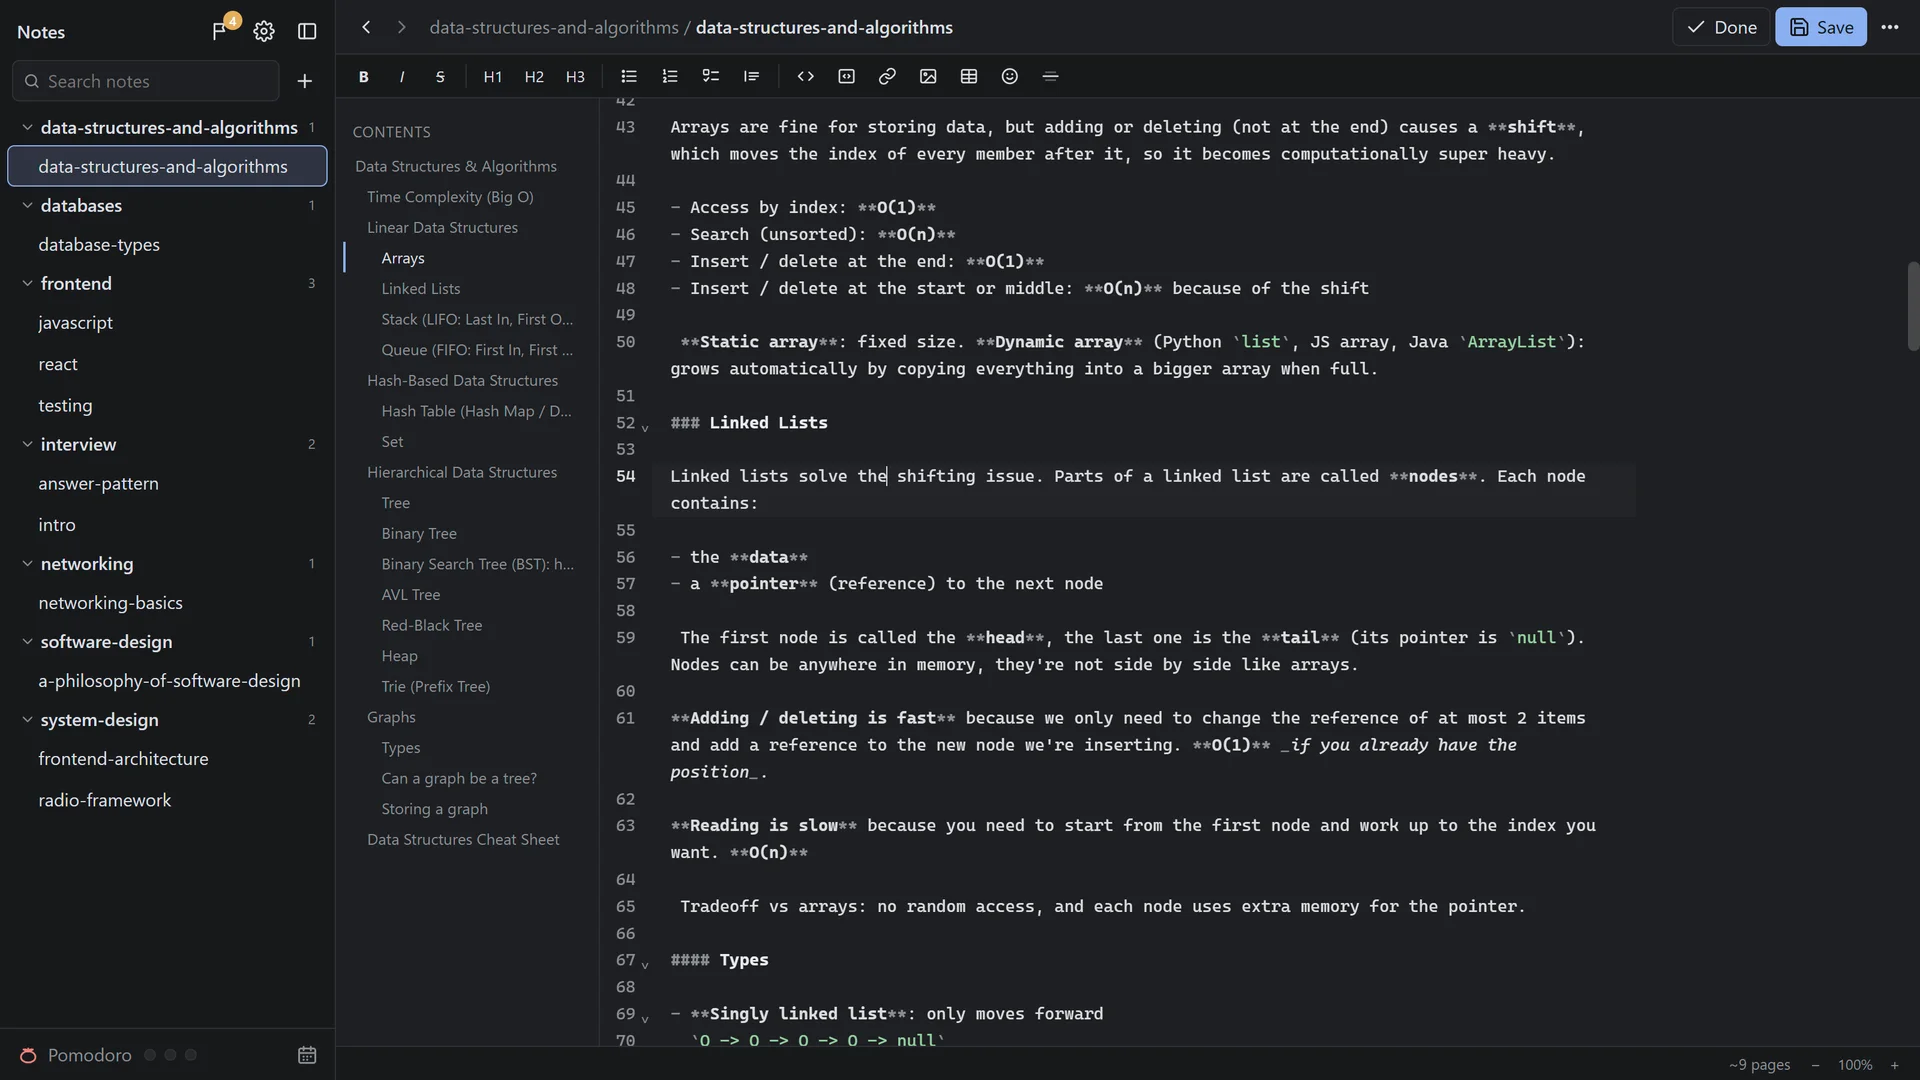 Notes
4
Search notes
data-structures-and-algorithms 1
data-structures-and-algorithms
databases 1
database-types
frontend 3
javascript
react
testing
interview 2
answer-pattern
intro
networking 1
networking-basics
software-design 1
a-philosophy-of-software-design
system-design 2
frontend-architecture
radio-framework
Pomodoro
data-structures-and-algorithms / data-structures-and-algorithms
Done
Save
B I S H1 H2 H3
CONTENTS
Data Structures & Algorithms
Time Complexity (Big O)
Linear Data Structures
Arrays
Linked Lists
Stack (LIFO: Last In, First O...
Queue (FIFO: First In, First ...
Hash-Based Data Structures
Hash Table (Hash Map / D...
Set
Hierarchical Data Structures
Tree
Binary Tree
Binary Search Tree (BST): h...
AVL Tree
Red-Black Tree
Heap
Trie (Prefix Tree)
Graphs
Types
Can a graph be a tree?
Storing a graph
Data Structures Cheat Sheet
42
43 Arrays are fine for storing data, but adding or deleting (not at the end) causes a **shift**,
which moves the index of every member after it, so it becomes computationally super heavy.
44
45 - Access by index: **O(1)**
46 - Search (unsorted): **O(n)**
47 - Insert / delete at the end: **O(1)**
48 - Insert / delete at the start or middle: **O(n)** because of the shift
49
50 **Static array**: fixed size. **Dynamic array** (Python `list`, JS array, Java `ArrayList`):
grows automatically by copying everything into a bigger array when full.
51
52 ### Linked Lists
53
54 Linked lists solve the shifting issue. Parts of a linked list are called **nodes**. Each node
contains:
55
56 - the **data**
57 - a **pointer** (reference) to the next node
58
59 The first node is called the **head**, the last one is the **tail** (its pointer is `null`).
Nodes can be anywhere in memory, they're not side by side like arrays.
60
61 **Adding / deleting is fast** because we only need to change the reference of at most 2 items
and add a reference to the new node we're inserting. **O(1)** _if you already have the
position_.
62
63 **Reading is slow** because you need to start from the first node and work up to the index you
want. **O(n)**
64
65 Tradeoff vs arrays: no random access, and each node uses extra memory for the pointer.
66
67 #### Types
68
69 - **Singly linked list**: only moves forward
70 `O -> O -> O -> O -> null`
~9 pages - 100% +